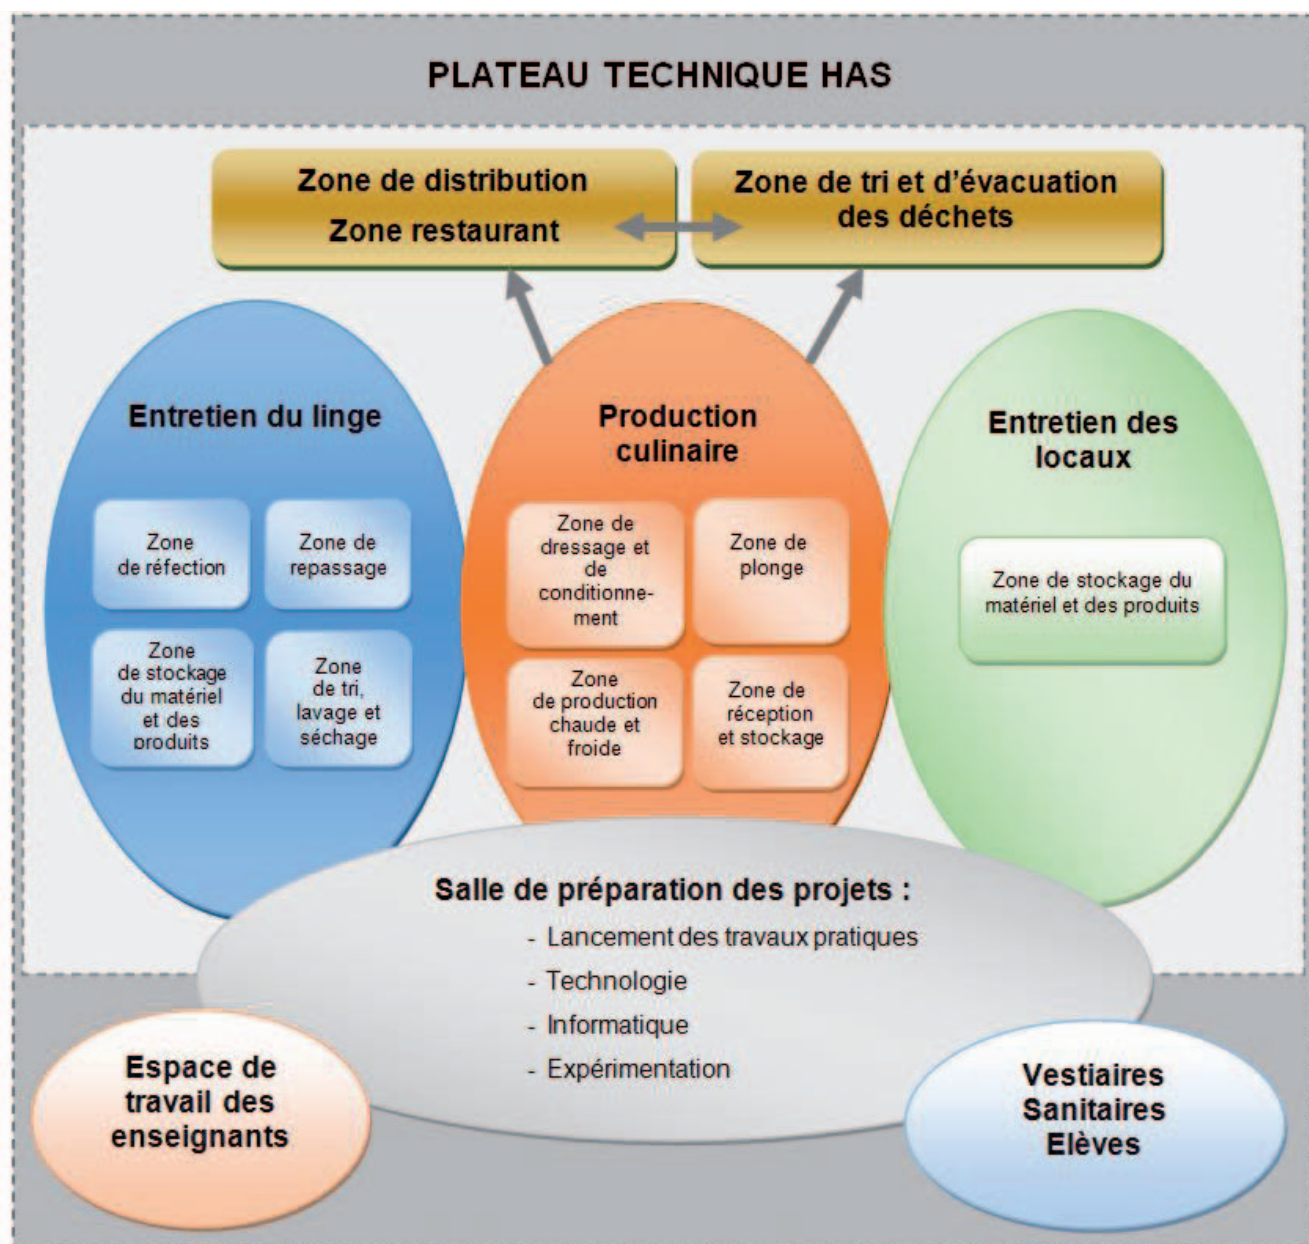 PLATEAU TECHNIQUE HAS
Zone de distribution
Zone restaurant
Zone de tri et d’évacuation
des déchets
Entretien du linge
Zone
de réfection
Zone de
repassage
Zone
de stockage
du matériel
et des
produits
Zone
de tri,
lavage et
séchage
Production
culinaire
Zone de
dressage et
de
conditionne-
ment
Zone de
plonge
Zone
de production
chaude et
froide
Zone de
réception
et stockage
Entretien des
locaux
Zone de stockage du
matériel et des produits
Salle de préparation des projets :
- Lancement des travaux pratiques
- Technologie
- Informatique
- Expérimentation
Espace de
travail des
enseignants
Vestiaires
Sanitaires
Elèves